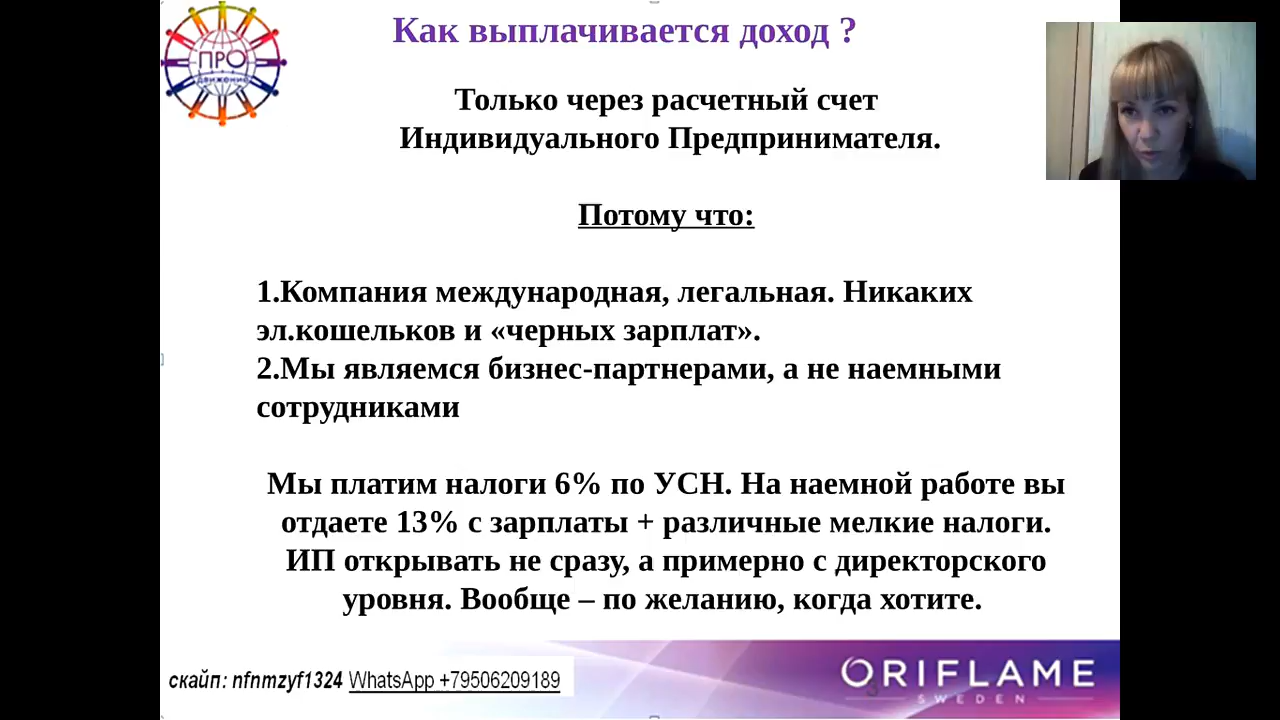 ПРО
движение
Как выплачивается доход ?
Только через расчетный счет
Индивидуального Предпринимателя.
Потому что:
1.Компания международная, легальная. Никаких
эл.кошельков и «черных зарплат».
2.Мы являемся бизнес-партнерами, а не наемными
сотрудниками
Мы платим налоги 6% по УСН. На наемной работе вы
отдаете 13% с зарплаты + различные мелкие налоги.
ИП открывать не сразу, а примерно с директорского
уровня. Вообще – по желанию, когда хотите.
скайп: nfnmzyf1324 WhatsApp +79506209189
ORIFLAME
SWEDEN